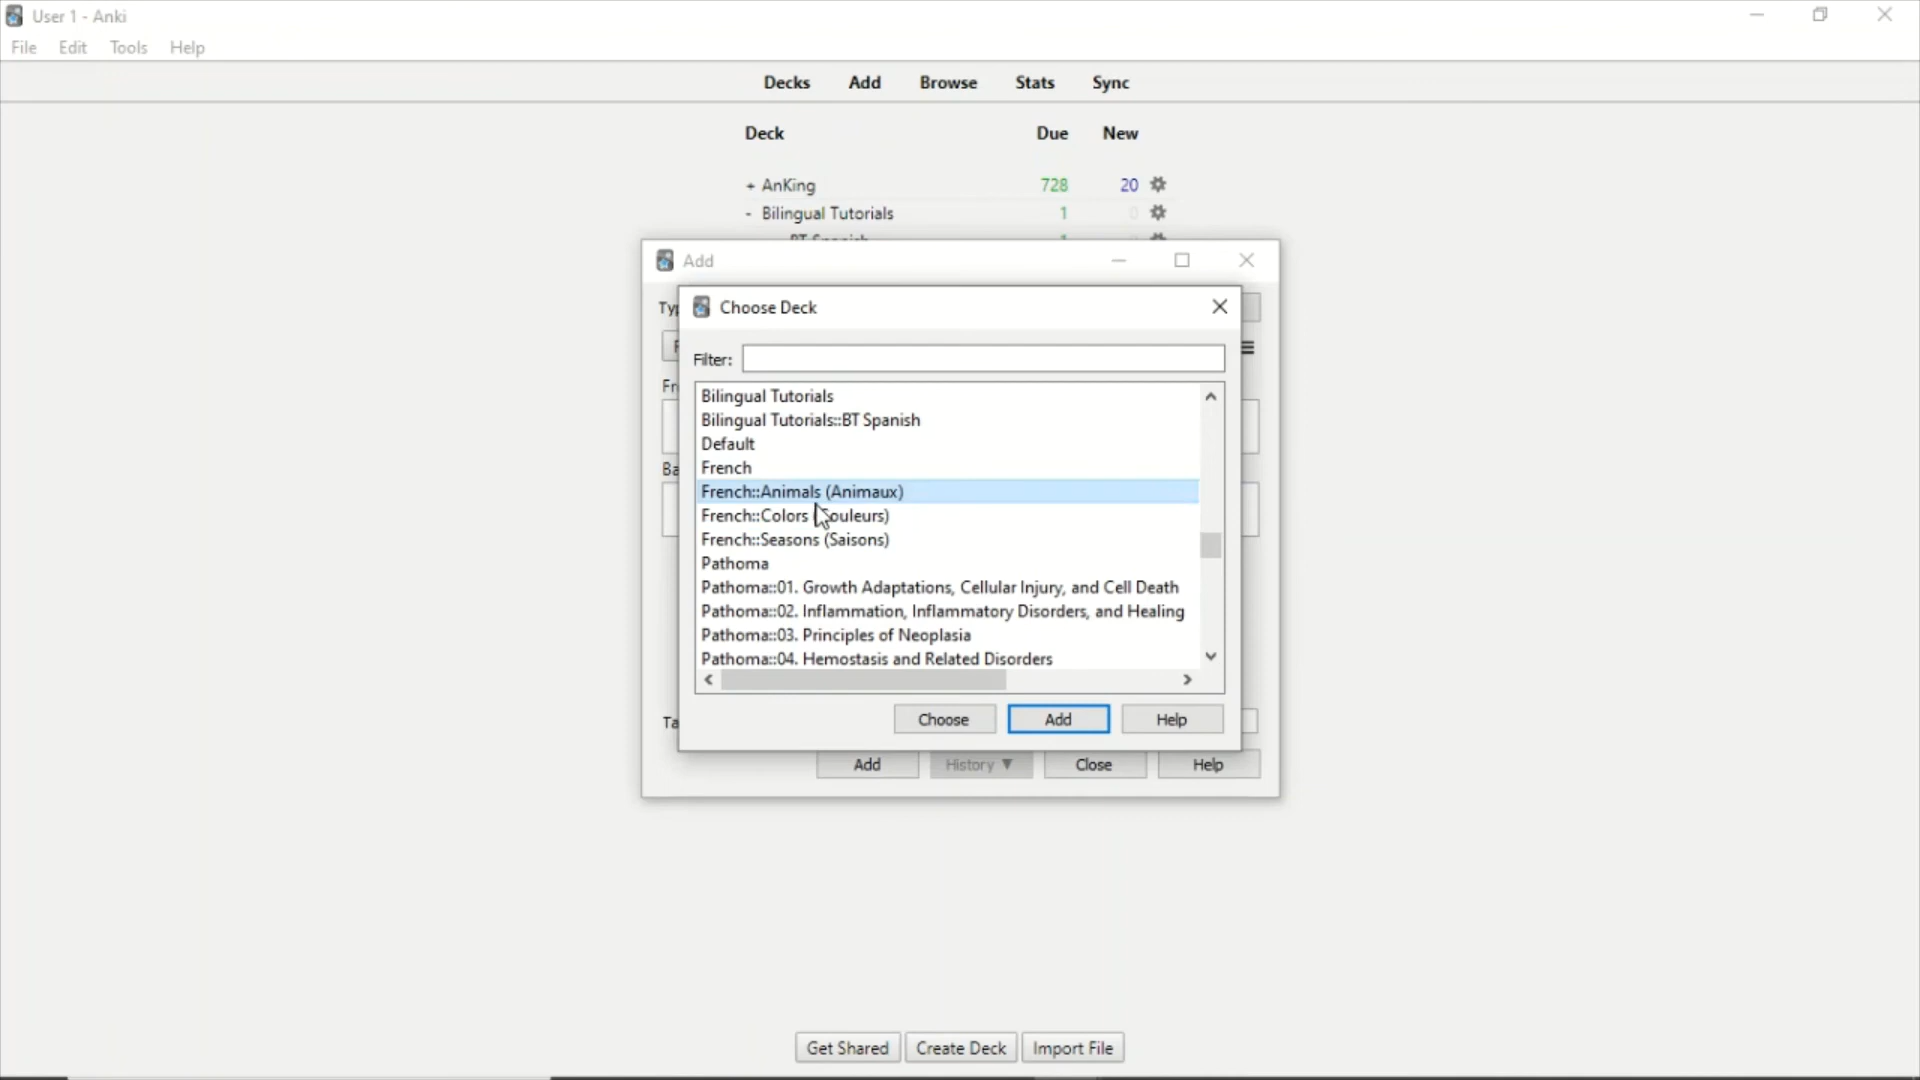 User 1 - Anki
File Edit Tools Help
Decks Add Browse Stats Sync
Deck Due New
+ AnKing 728 20
- Bilingual Tutorials 1 0
BT Spanish 1
Add
Choose Deck
Filter:
Bilingual Tutorials
Bilingual Tutorials::BT Spanish
Default
French
French::Animals (Animaux)
French::Colors (Couleurs)
French::Seasons (Saisons)
Pathoma
Pathoma::01. Growth Adaptations, Cellular Injury, and Cell Death
Pathoma::02. Inflammation, Inflammatory Disorders, and Healing
Pathoma::03. Principles of Neoplasia
Pathoma::04. Hemostasis and Related Disorders
Choose Add Help
Add History ▼ Close Help
Get Shared Create Deck Import File